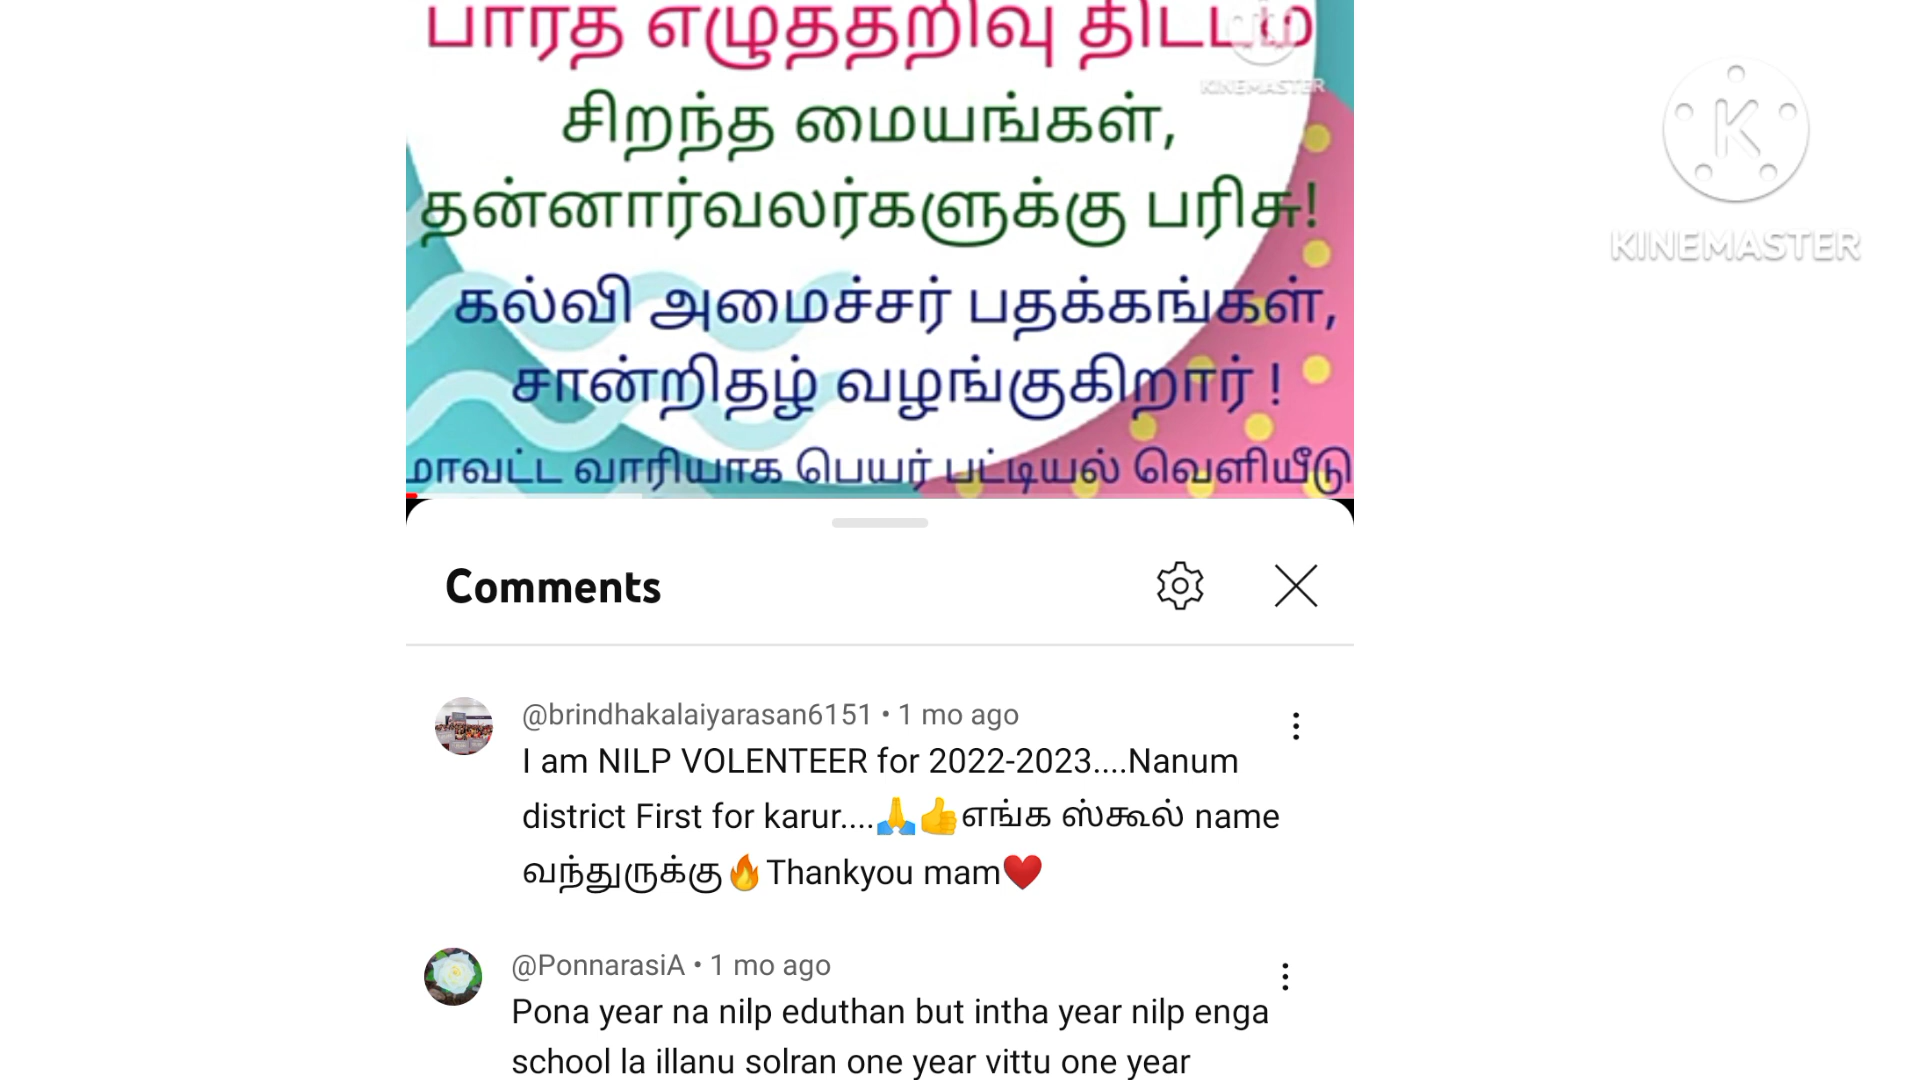 பாரத எழுத்தறிவு திட்டம்
KINEMASTER
சிறந்த மையங்கள்,
தன்னார்வலர்களுக்கு பரிசு!
கல்வி அமைச்சர் பதக்கங்கள்,
சான்றிதழ் வழங்குகிறார் !
மாவட்ட வாரியாக பெயர் பட்டியல் வெளியீடு
K
KINEMASTER
Comments
@brindhakalaiyarasan6151 • 1 mo ago
I am NILP VOLENTEER for 2022-2023....Nanum
district First for karur....🙏👍எங்க ஸ்கூல் name
வந்துருக்கு🔥Thankyou mam❤️
@PonnarasiA • 1 mo ago
Pona year na nilp eduthan but intha year nilp enga
school la illanu solran one year vittu one year